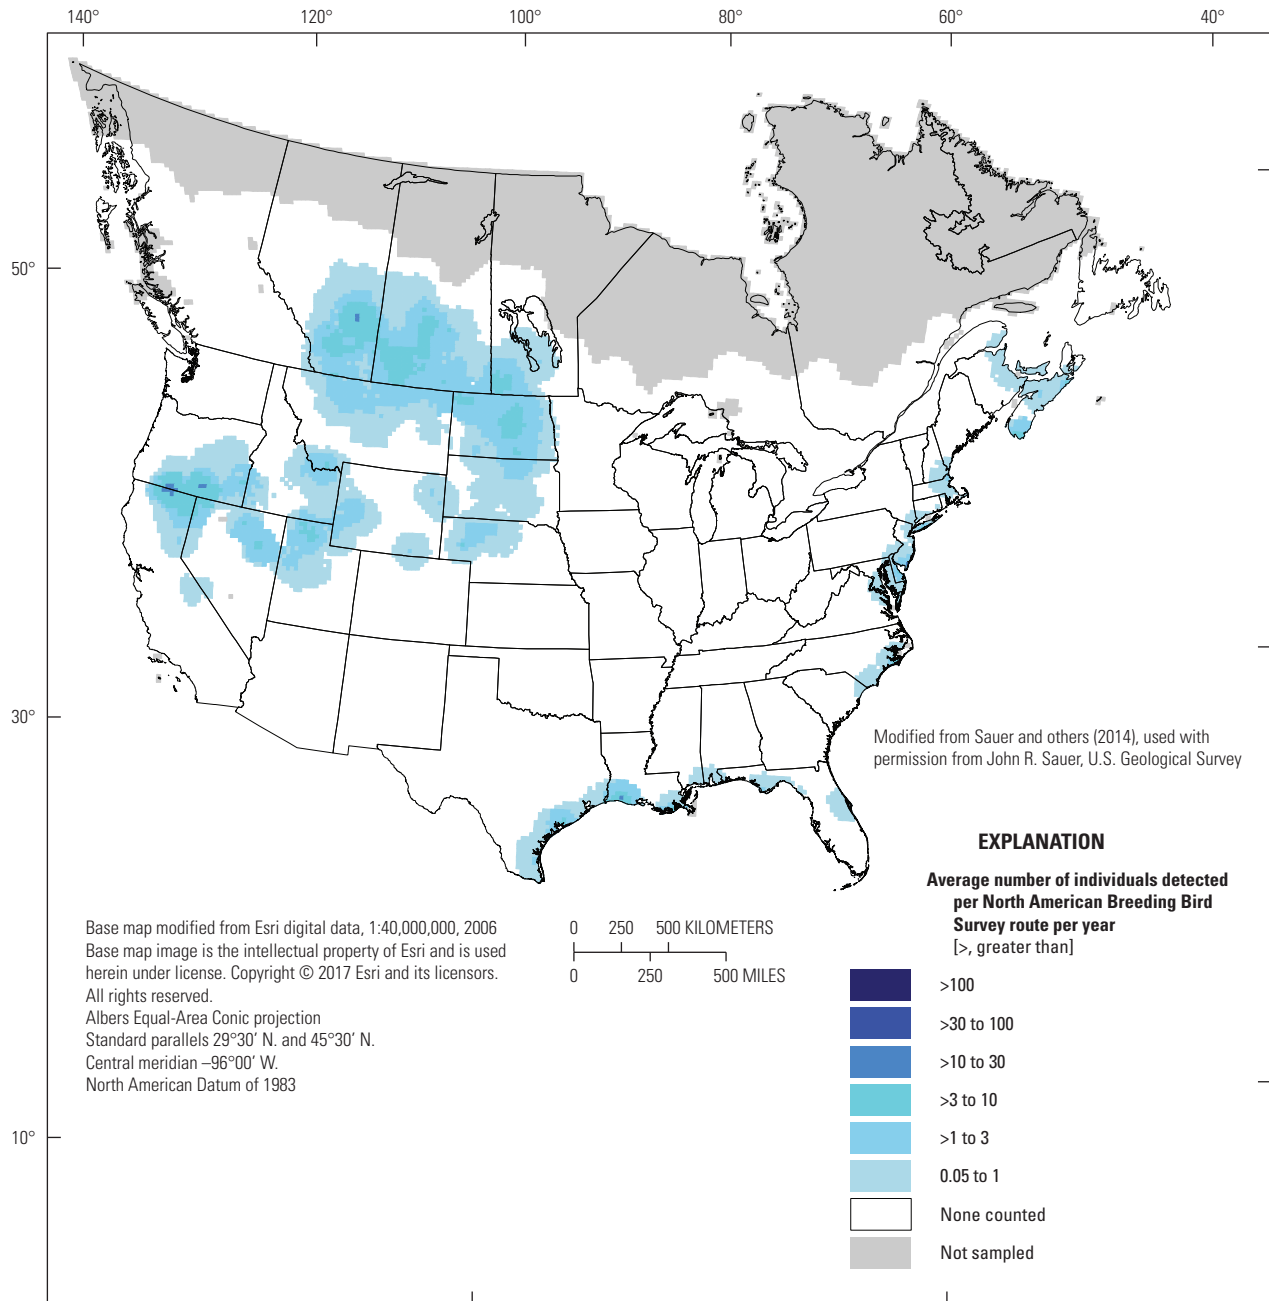 140°
120°
100°
80°
60°
40°
50°
30°
10°
Modified from Sauer and others (2014), used with
permission from John R. Sauer, U.S. Geological Survey
EXPLANATION
Average number of individuals detected
per North American Breeding Bird
Survey route per year
[>, greater than]
>100
>30 to 100
>10 to 30
>3 to 10
>1 to 3
0.05 to 1
None counted
Not sampled
Base map modified from Esri digital data, 1:40,000,000, 2006
Base map image is the intellectual property of Esri and is used
herein under license. Copyright © 2017 Esri and its licensors.
All rights reserved.
Albers Equal-Area Conic projection
Standard parallels 29°30′ N. and 45°30′ N.
Central meridian –96°00′ W.
North American Datum of 1983
0 250 500 KILOMETERS
0 250 500 MILES